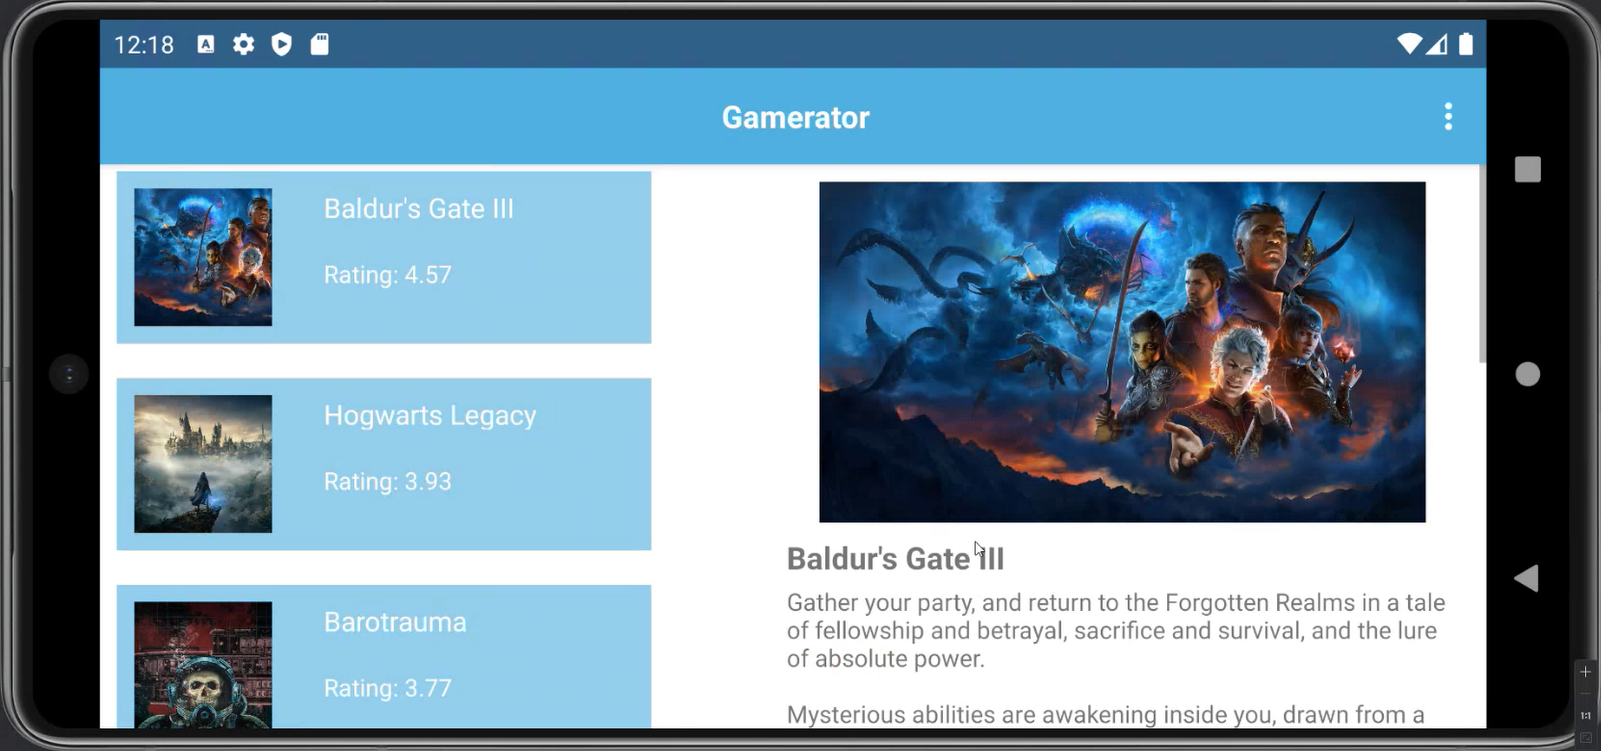 12:18
Gamerator
Baldur's Gate III
Rating: 4.57
Hogwarts Legacy
Rating: 3.93
Barotrauma
Rating: 3.77
Baldur's Gate III
Gather your party, and return to the Forgotten Realms in a tale
of fellowship and betrayal, sacrifice and survival, and the lure
of absolute power.
Mysterious abilities are awakening inside you, drawn from a
1:1